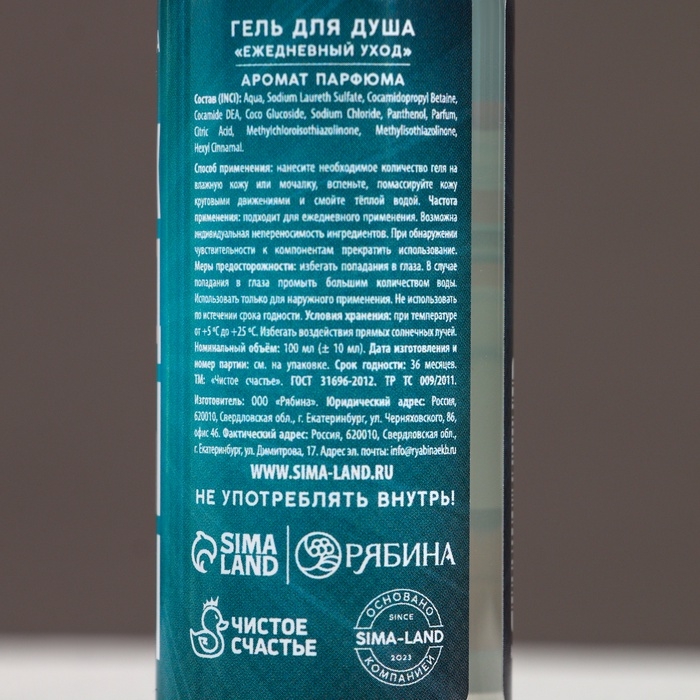 ГЕЛЬ ДЛЯ ДУША
«ЕЖЕДНЕВНЫЙ УХОД»
АРОМАТ ПАРФЮМА
Состав (INCI): Aqua, Sodium Laureth Sulfate, Cocamidopropyl Betaine,
Cocamide DEA, Coco Glucoside, Sodium Chloride, Panthenol, Parfum,
Citric Acid, Methylchloroisothiazolinone, Methylisothiazolinone,
Hexyl Cinnamal.
Способ применения: нанесите необходимое количество геля на
влажную кожу или мочалку, вспеньте, помассируйте кожу
круговыми движениями и смойте тёплой водой. Частота
применения: подходит для ежедневного применения. Возможна
индивидуальная непереносимость ингредиентов. При обнаружении
чувствительности к компонентам прекратить использование.
Меры предосторожности: избегать попадания в глаза. В случае
попадания в глаза промыть большим количеством воды.
Использовать только для наружного применения. Не использовать
по истечении срока годности. Условия хранения: при температуре
от +5 °C до +25 °C. Избегать воздействия прямых солнечных лучей.
Номинальный объём: 100 мл (± 10 мл). Дата изготовления и
номер партии: см. на упаковке. Срок годности: 36 месяцев.
ТМ: «Чистое счастье». ГОСТ 31696-2012. ТР ТС 009/2011.
Изготовитель: ООО «Рябина». Юридический адрес: Россия,
620010, Свердловская обл., г. Екатеринбург, ул. Черняховского, 86,
офис 46. Фактический адрес: Россия, 620010, Свердловская обл.,
г. Екатеринбург, ул. Димитрова, 17. Адрес эл. почты: info@ryabinaekb.ru
WWW.SIMA-LAND.RU
НЕ УПОТРЕБЛЯТЬ ВНУТРЬ!
SIMA
LAND
РЯБИНА
ЧИСТОЕ
СЧАСТЬЕ
ОСНОВАНО
SINCE
SIMA-LAND
2023
КОМПАНИЕЙ